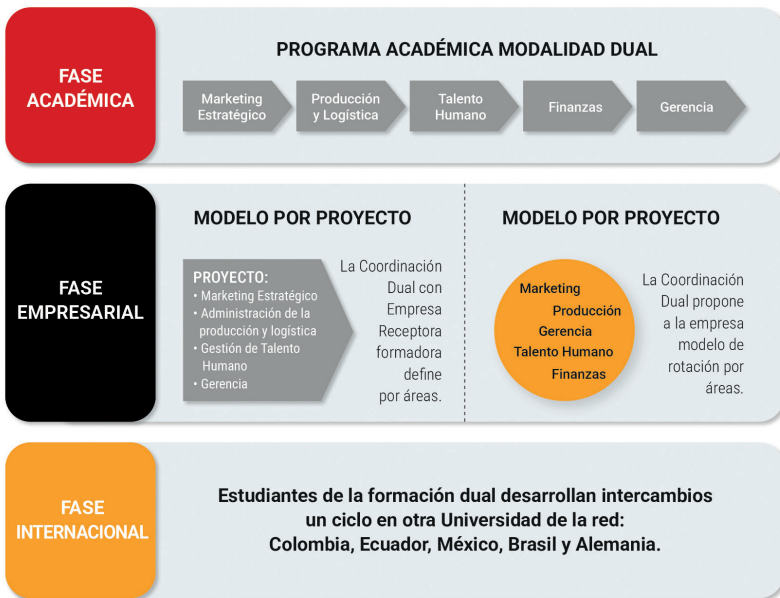 FASE
ACADÉMICA
PROGRAMA ACADÉMICA MODALIDAD DUAL
Marketing
Estratégico
Producción
y Logística
Talento
Humano
Finanzas
Gerencia
FASE
EMPRESARIAL
MODELO POR PROYECTO
PROYECTO:
• Marketing Estratégico
• Administración de la
producción y logística
• Gestión de Talento
Humano
• Gerencia
La Coordinación
Dual con
Empresa
Receptora
formadora
define
por áreas.
MODELO POR PROYECTO
Marketing
Producción
Gerencia
Talento Humano
Finanzas
La Coordinación
Dual propone
a la empresa
modelo de
rotación por
áreas.
FASE
INTERNACIONAL
Estudiantes de la formación dual desarrollan intercambios
un ciclo en otra Universidad de la red:
Colombia, Ecuador, México, Brasil y Alemania.